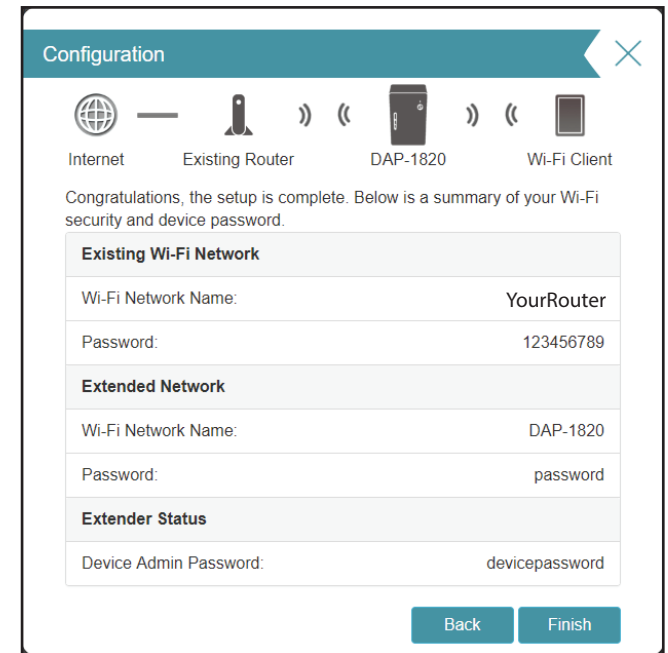 Configuration
Internet Existing Router DAP-1820 Wi-Fi Client
Congratulations, the setup is complete. Below is a summary of your Wi-Fi
security and device password.
Existing Wi-Fi Network
Wi-Fi Network Name: YourRouter
Password: 123456789
Extended Network
Wi-Fi Network Name: DAP-1820
Password: password
Extender Status
Device Admin Password: devicepassword
Back Finish